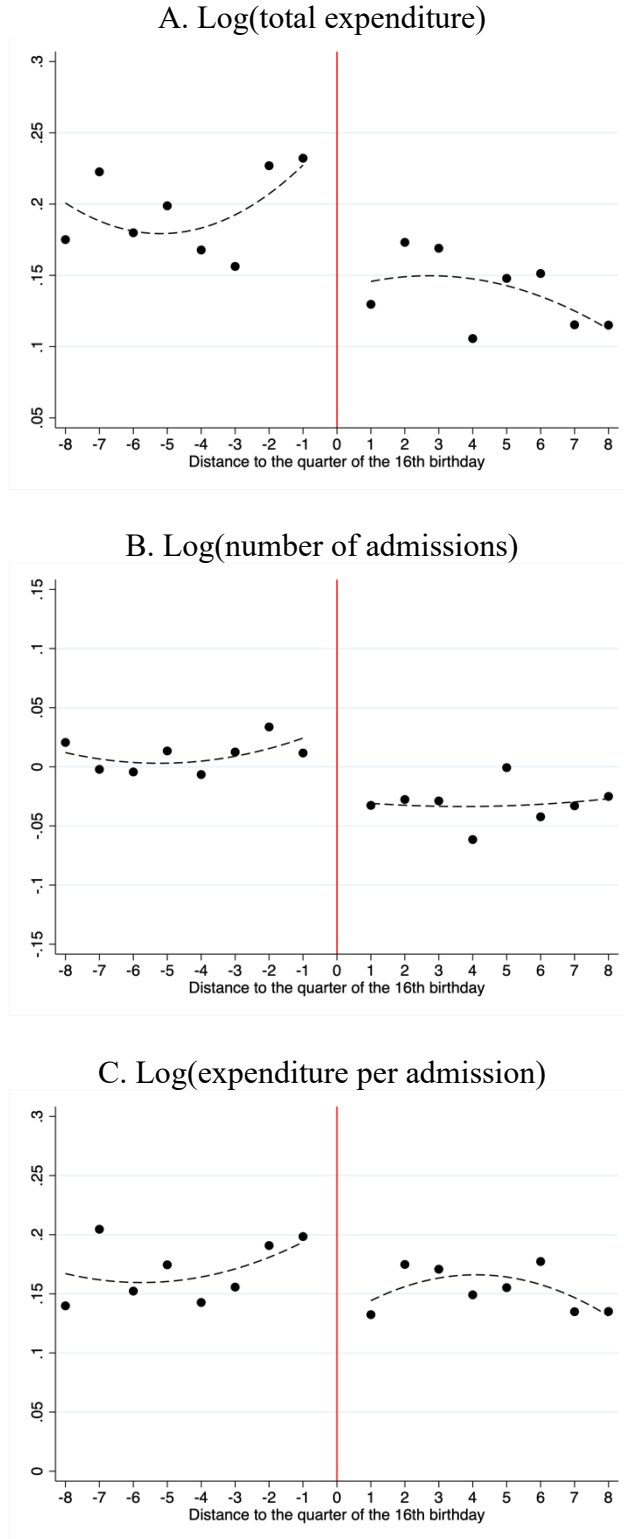 A. Log(total expenditure)
.3
.25
.2
.15
.1
.05
-8 -7 -6 -5 -4 -3 -2 -1 0 1 2 3 4 5 6 7 8
Distance to the quarter of the 16th birthday
B. Log(number of admissions)
.15
.1
.05
0
-.05
-.1
-.15
-8 -7 -6 -5 -4 -3 -2 -1 0 1 2 3 4 5 6 7 8
Distance to the quarter of the 16th birthday
C. Log(expenditure per admission)
.3
.25
.2
.15
.1
.05
0
-8 -7 -6 -5 -4 -3 -2 -1 0 1 2 3 4 5 6 7 8
Distance to the quarter of the 16th birthday